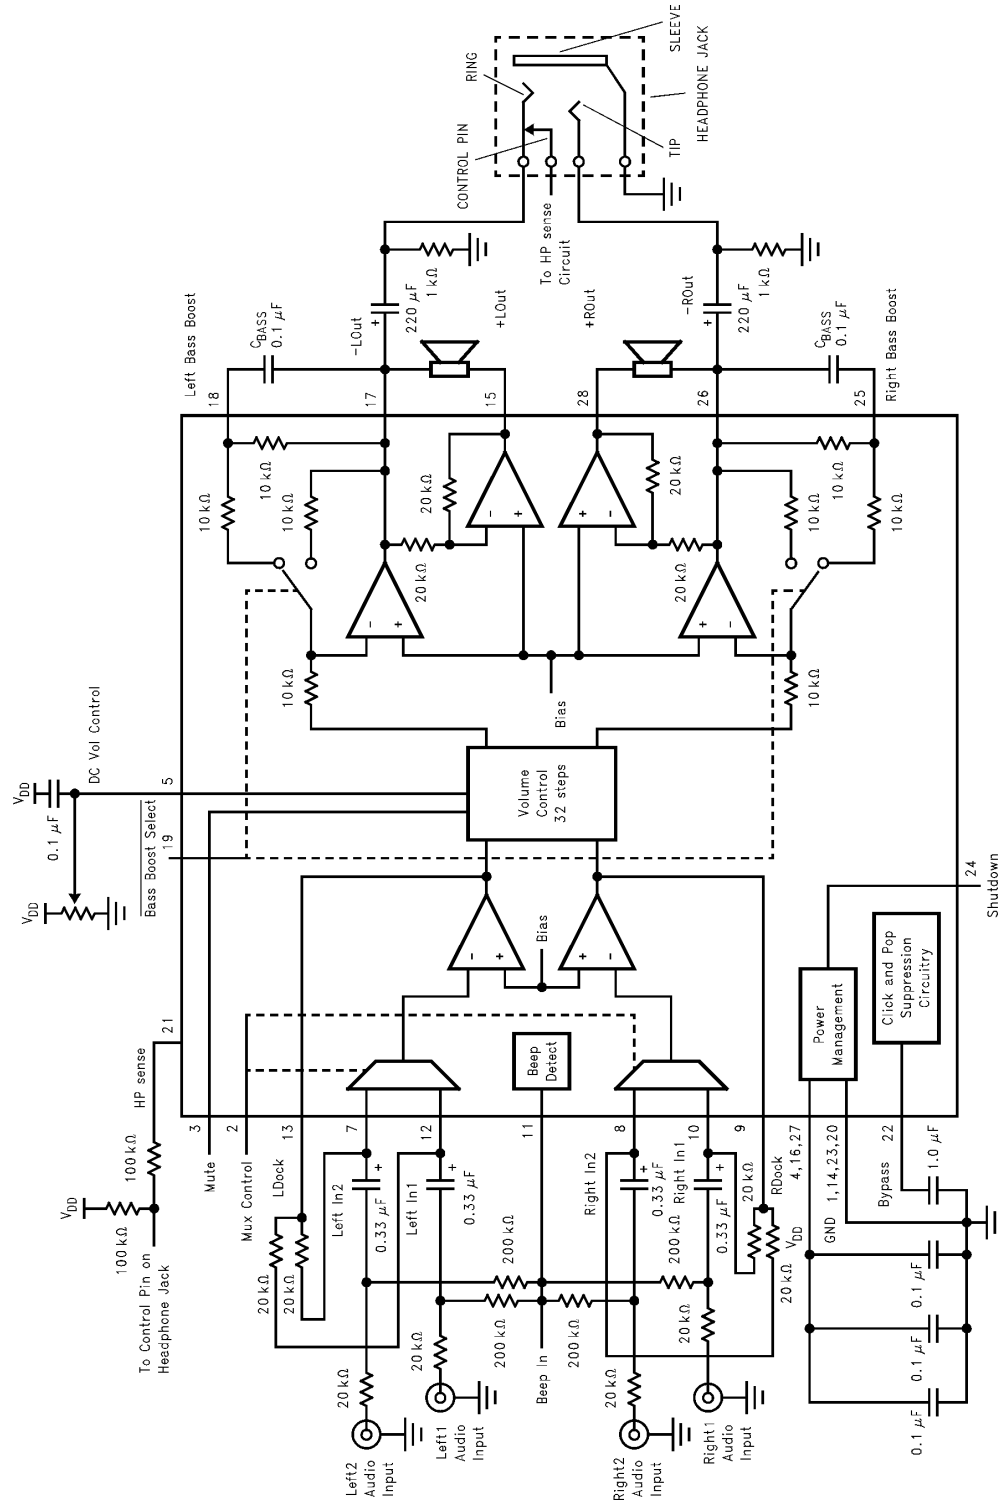 To Control Pin on
Headphone Jack
100 kΩ
VDD
100 kΩ
HP sense
21
VDD
0.1 µF
VDD
DC Vol Control
5
Bass Boost Select
19
Mute
3
Mux Control
2
LDock
13
20 kΩ
20 kΩ
Left2
Audio
Input
20 kΩ
Left In2
0.33 µF
+
7
Left1
Audio
Input
20 kΩ
Left In1
0.33 µF
+
12
200 kΩ
200 kΩ
Beep In
11
Beep
Detect
200 kΩ
200 kΩ
Right2
Audio
Input
20 kΩ
Right In2
0.33 µF
+
8
Right1
Audio
Input
20 kΩ
Right In1
0.33 µF
+
10
20 kΩ
20 kΩ
RDock
9
VDD
4,16,27
GND
1,14,23,20
Bypass
22
1.0 µF
0.1 µF
0.1 µF
0.1 µF
Power
Management
Click and Pop
Suppression
Circuitry
24
Shutdown
-
+
Bias
+
-
Volume
Control
32 steps
10 kΩ
10 kΩ
Bias
-
+
+
-
10 kΩ
10 kΩ
10 kΩ
20 kΩ
20 kΩ
-
+
+
-
20 kΩ
20 kΩ
10 kΩ
10 kΩ
10 kΩ
18
Left Bass Boost
CBASS
0.1 µF
17
-LOut
+
220 µF
1 kΩ
15
+LOut
28
+ROut
26
-ROut
+
220 µF
1 kΩ
25
Right Bass Boost
CBASS
0.1 µF
To HP sense
Circuit
CONTROL PIN
RING
TIP
SLEEVE
HEADPHONE JACK